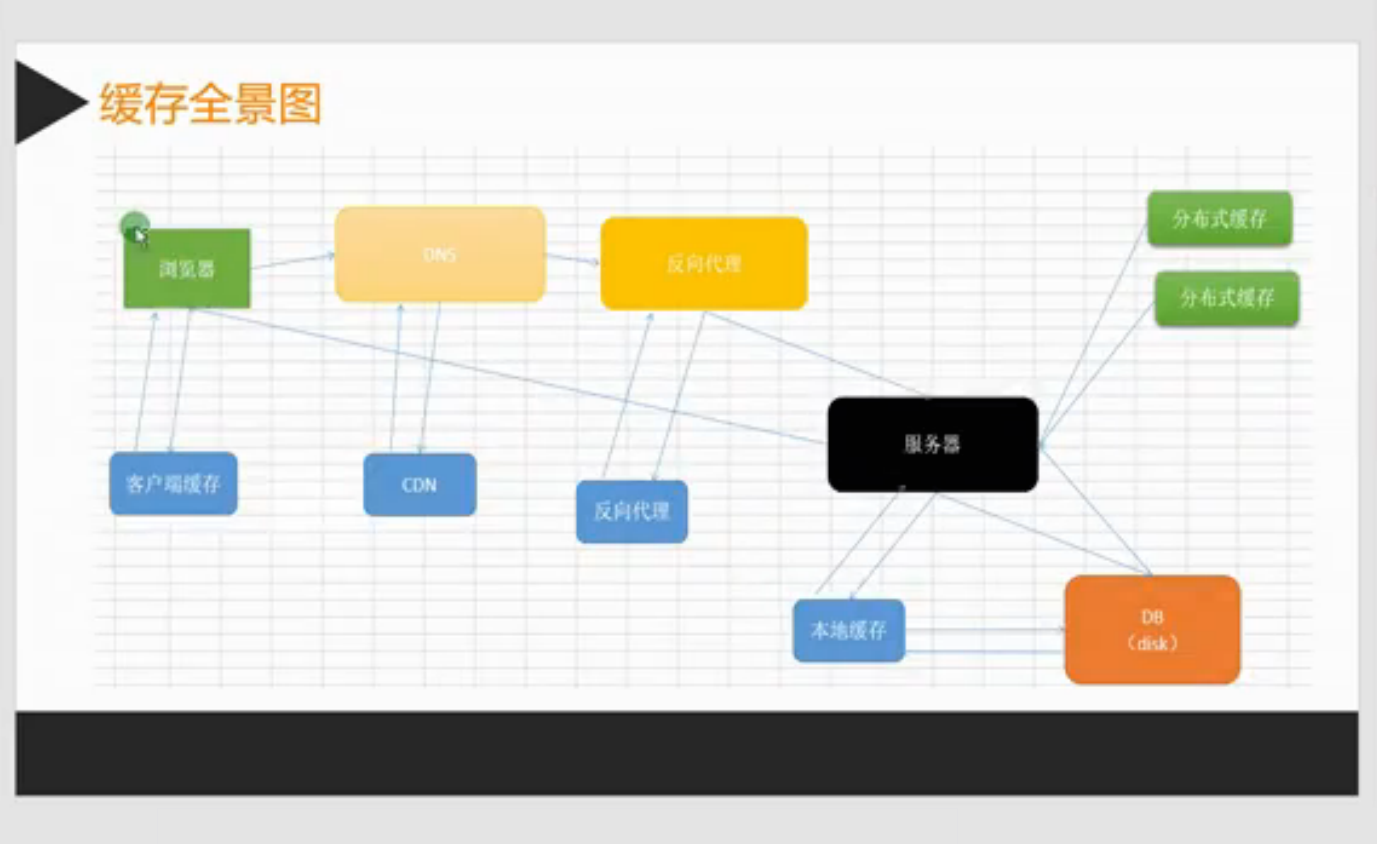 缓存全景图
浏览器
DNS
反向代理
分布式缓存
分布式缓存
服务器
客户端缓存
CDN
反向代理
本地缓存
DB
（disk）